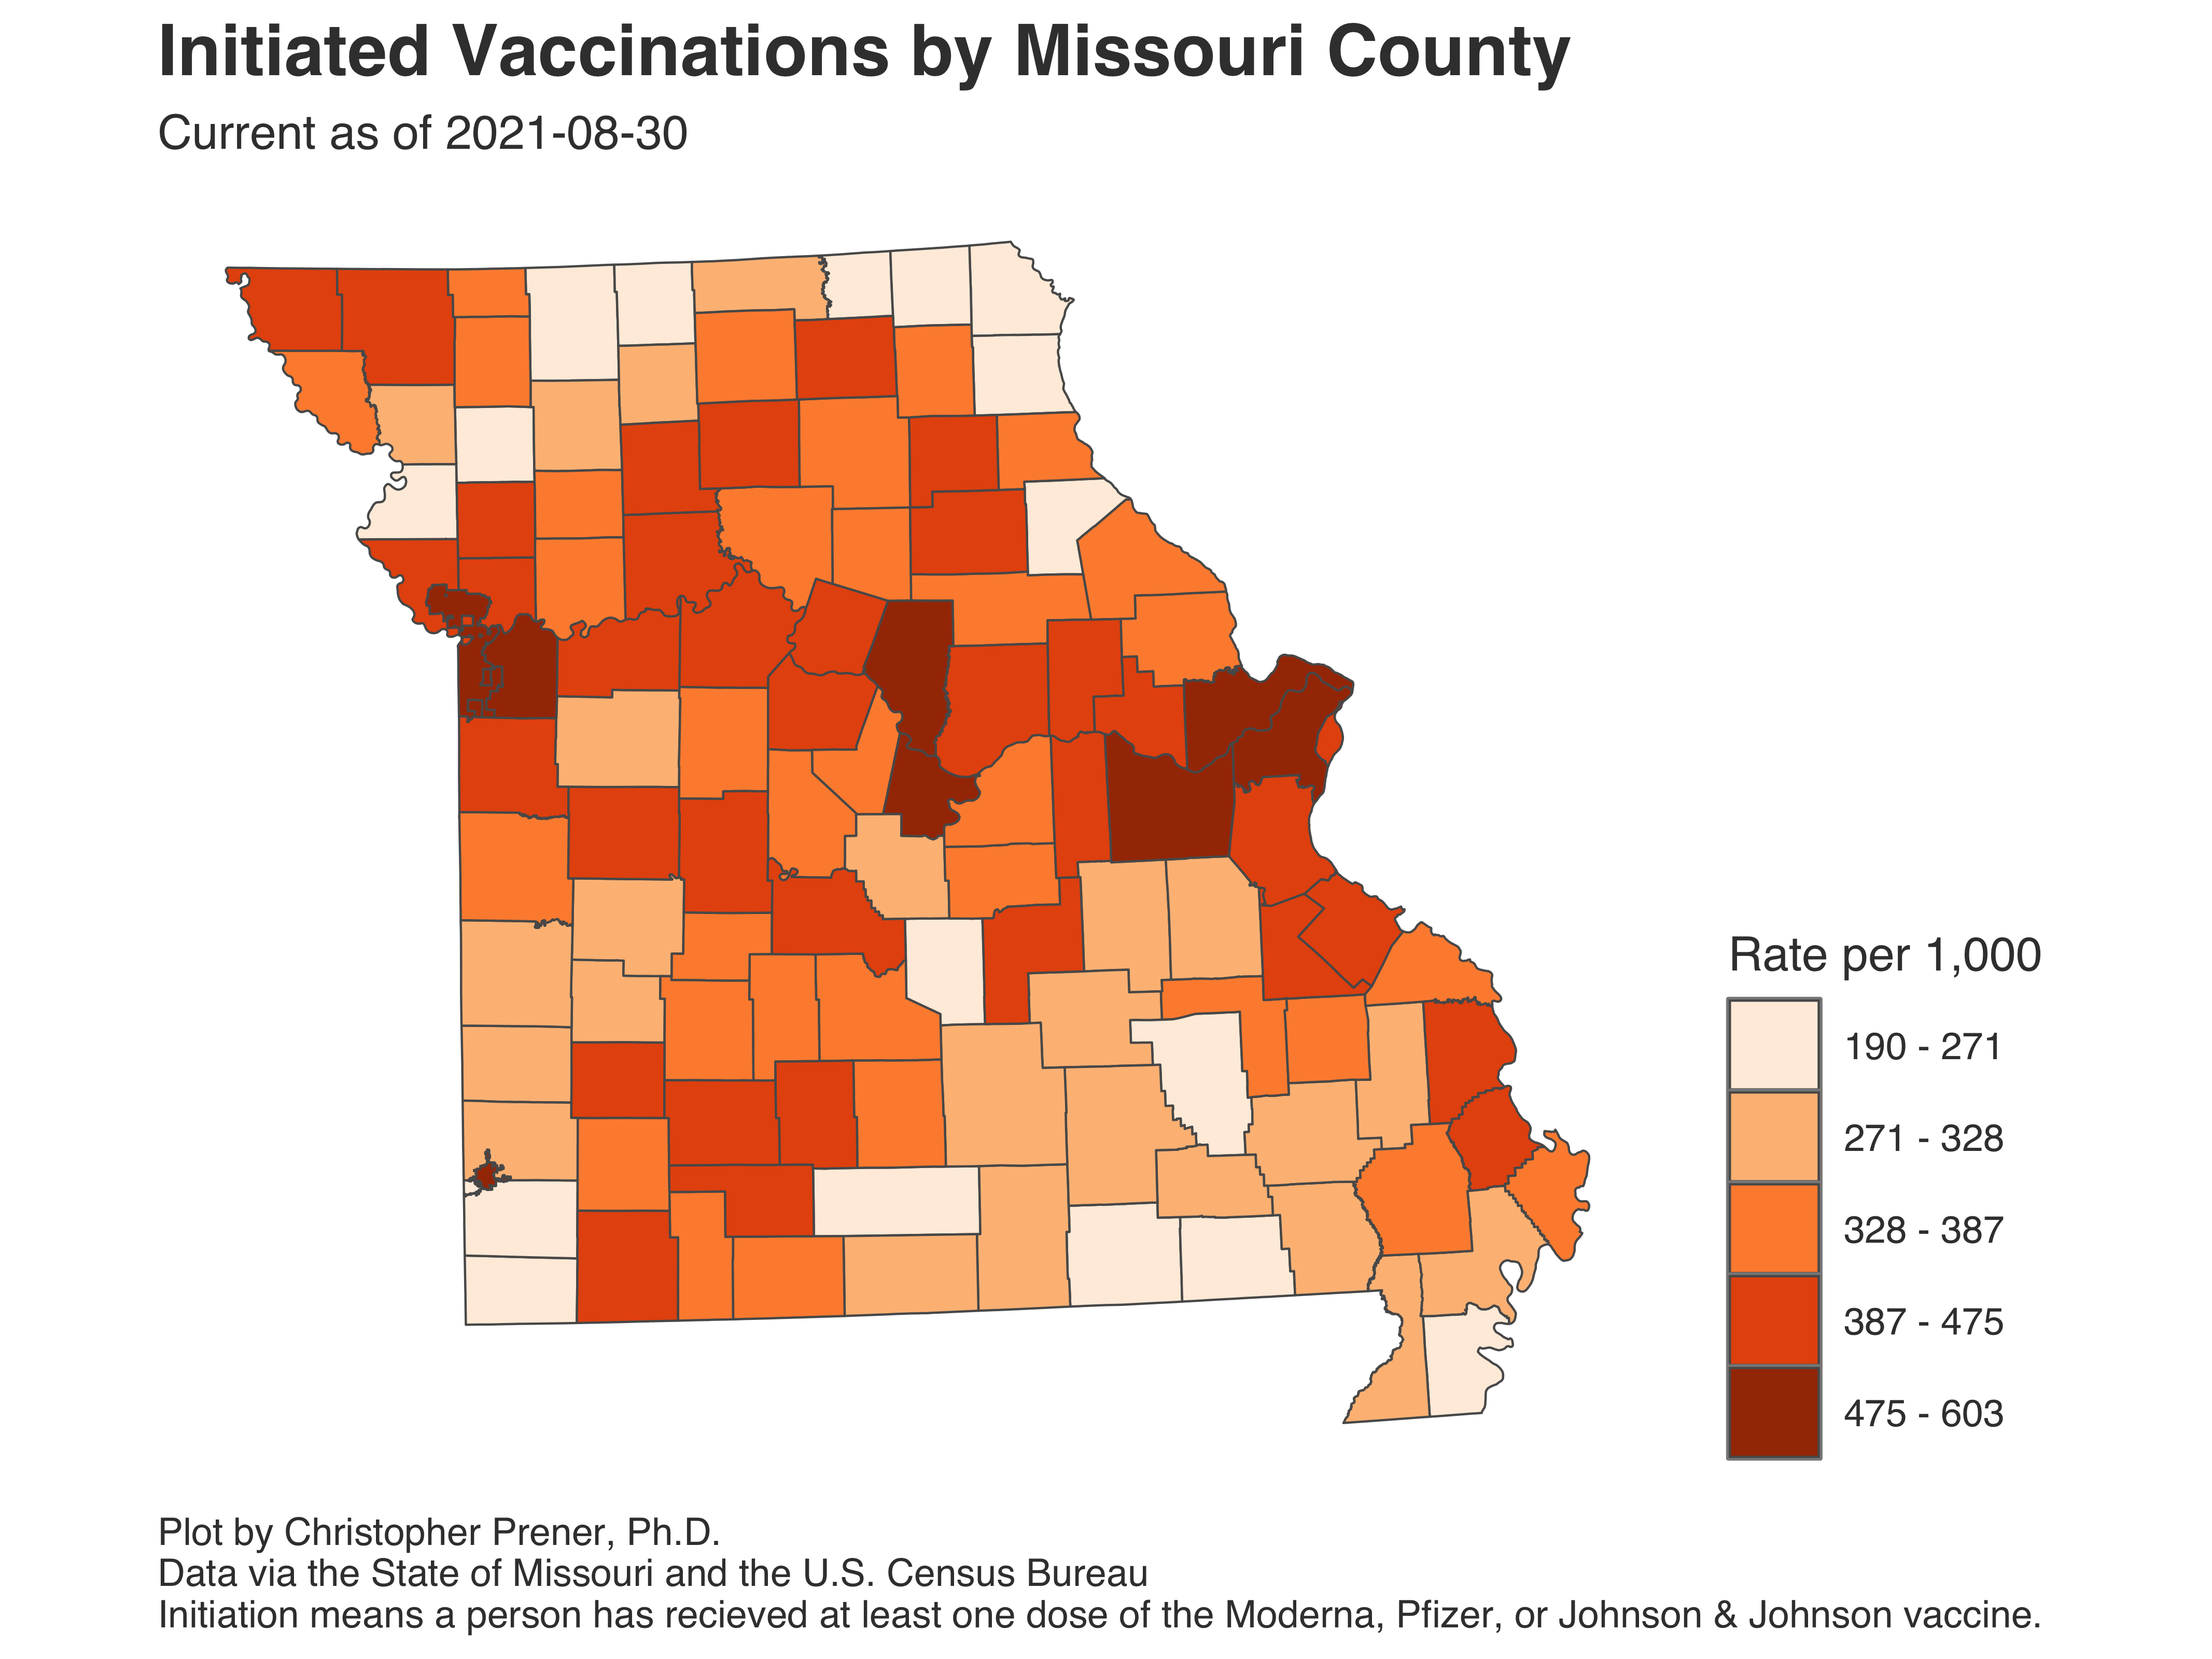 Initiated Vaccinations by Missouri County
Current as of 2021-08-30
Rate per 1,000
190 - 271
271 - 328
328 - 387
387 - 475
475 - 603
Plot by Christopher Prener, Ph.D.
Data via the State of Missouri and the U.S. Census Bureau
Initiation means a person has recieved at least one dose of the Moderna, Pfizer, or Johnson & Johnson vaccine.